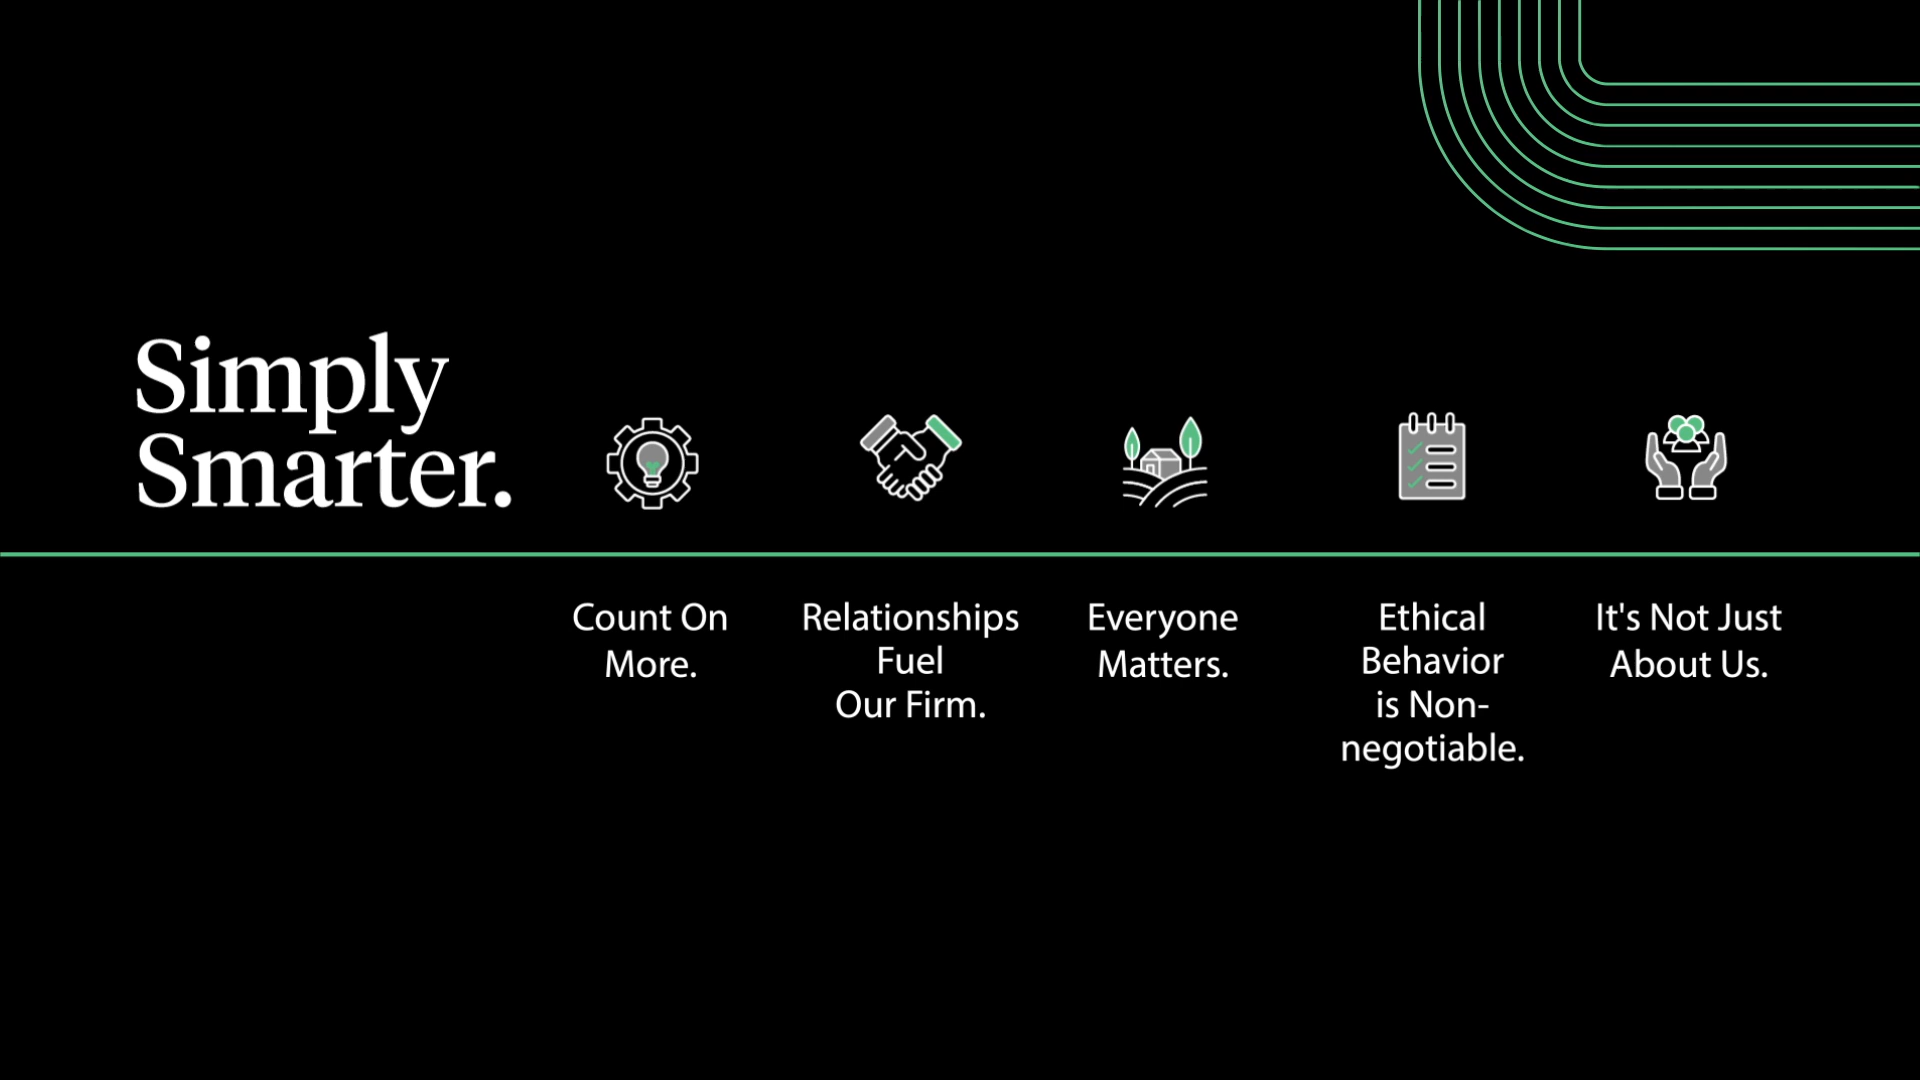 Simply
Smarter.
Count On
More.
Relationships
Fuel
Our Firm.
Everyone
Matters.
Ethical
Behavior
is Non-
negotiable.
It's Not Just
About Us.